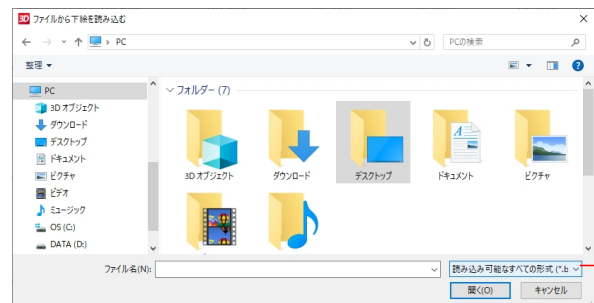 3D ファイルから下絵を読み込む
PC
PCの検索
整理
PC
3D オブジェクト
ダウンロード
デスクトップ
ドキュメント
ピクチャ
ビデオ
ミュージック
OS (C:)
DATA (D:)
フォルダー (7)
3D オブジェクト
ダウンロード
デスクトップ
ドキュメント
ピクチャ
ファイル名(N):
読み込み可能なすべての形式 (*.b
開く(O)
キャンセル